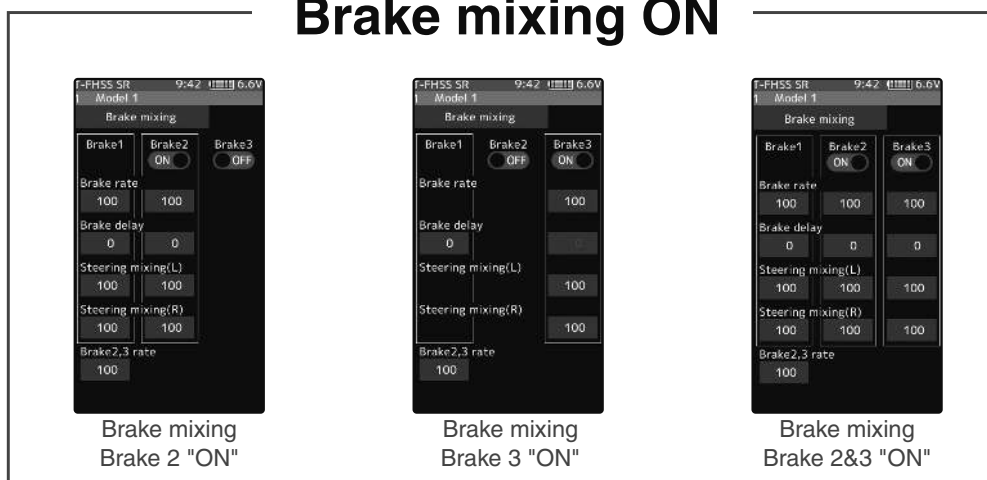 Brake mixing ON
T-FHSS SR 9:42 6.6V
1 Model 1
Brake mixing
Brake1 Brake2 Brake3
ON OFF
Brake rate
100 100
Brake delay
0 0
Steering mixing(L)
100 100
Steering mixing(R)
100 100
Brake2,3 rate
100
Brake mixing
Brake 2 "ON"
T-FHSS SR 9:42 6.6V
1 Model 1
Brake mixing
Brake1 Brake2 Brake3
OFF ON
Brake rate
100
Brake delay
0 0
Steering mixing(L)
100
Steering mixing(R)
100
Brake2,3 rate
100
Brake mixing
Brake 3 "ON"
T-FHSS SR 9:42 6.6V
1 Model 1
Brake mixing
Brake1 Brake2 Brake3
ON ON
Brake rate
100 100 100
Brake delay
0 0 0
Steering mixing(L)
100 100 100
Steering mixing(R)
100 100 100
Brake2,3 rate
100
Brake mixing
Brake 2&3 "ON"